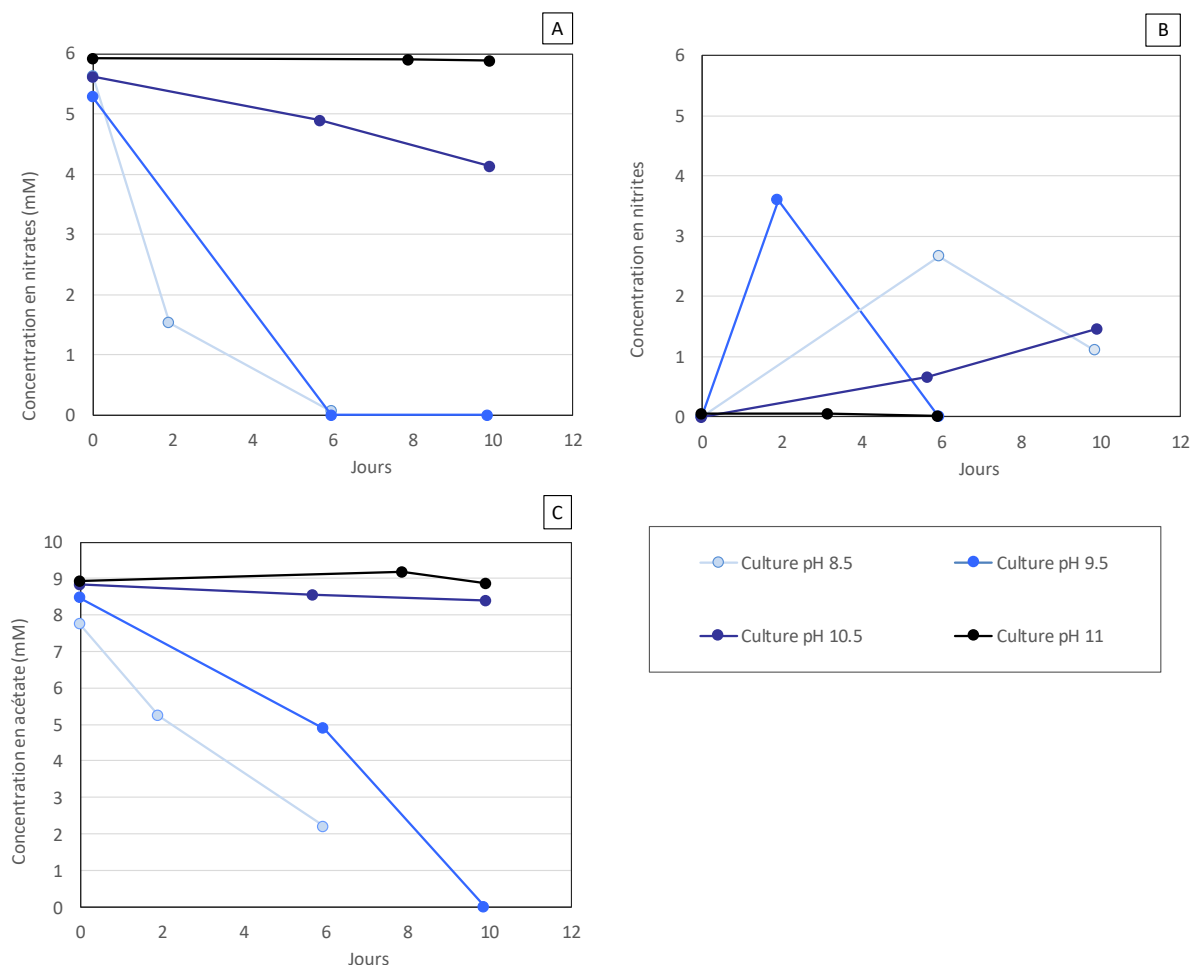 A
6
5
4
3
2
1
0
Concentration en nitrates (mM)
0 2 4 6 8 10 12
Jours
B
6
5
4
3
2
1
0
Concentration en nitrites
0 2 4 6 8 10 12
Jours
C
10
9
8
7
6
5
4
3
2
1
0
Concentration en acétate (mM)
0 2 4 6 8 10 12
Jours
Culture pH 8.5 Culture pH 9.5
Culture pH 10.5 Culture pH 11